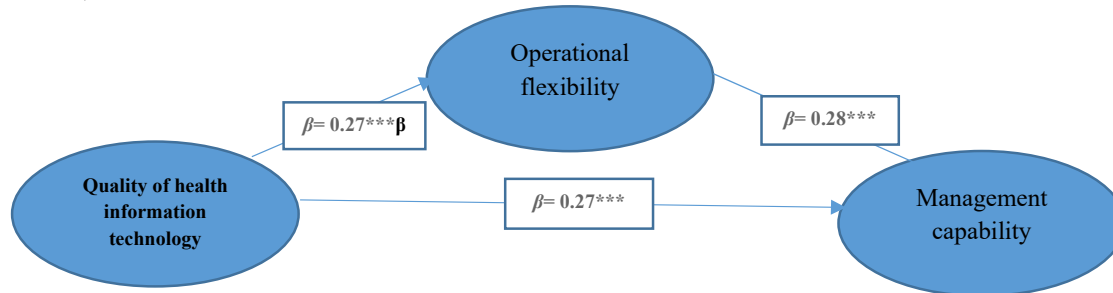 Operational
flexibility
β= 0.27***β
β= 0.28***
Quality of health
information
technology
β= 0.27***
Management
capability